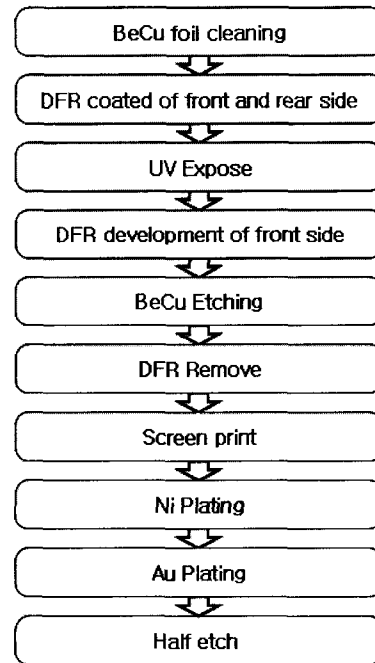 BeCu foil cleaning
DFR coated of front and rear side
UV Expose
DFR development of front side
BeCu Etching
DFR Remove
Screen print
Ni Plating
Au Plating
Half etch